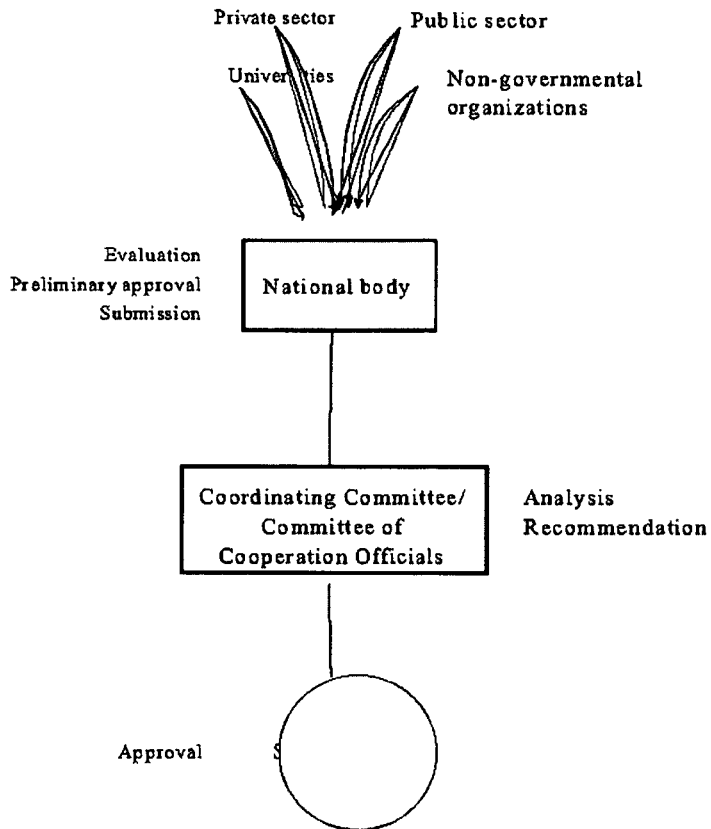 Private sector
Public sector
Universities
Non-governmental
organizations
Evaluation
Preliminary approval
Submission
National body
Coordinating Committee/
Committee of
Cooperation Officials
Analysis
Recommendation
Approval